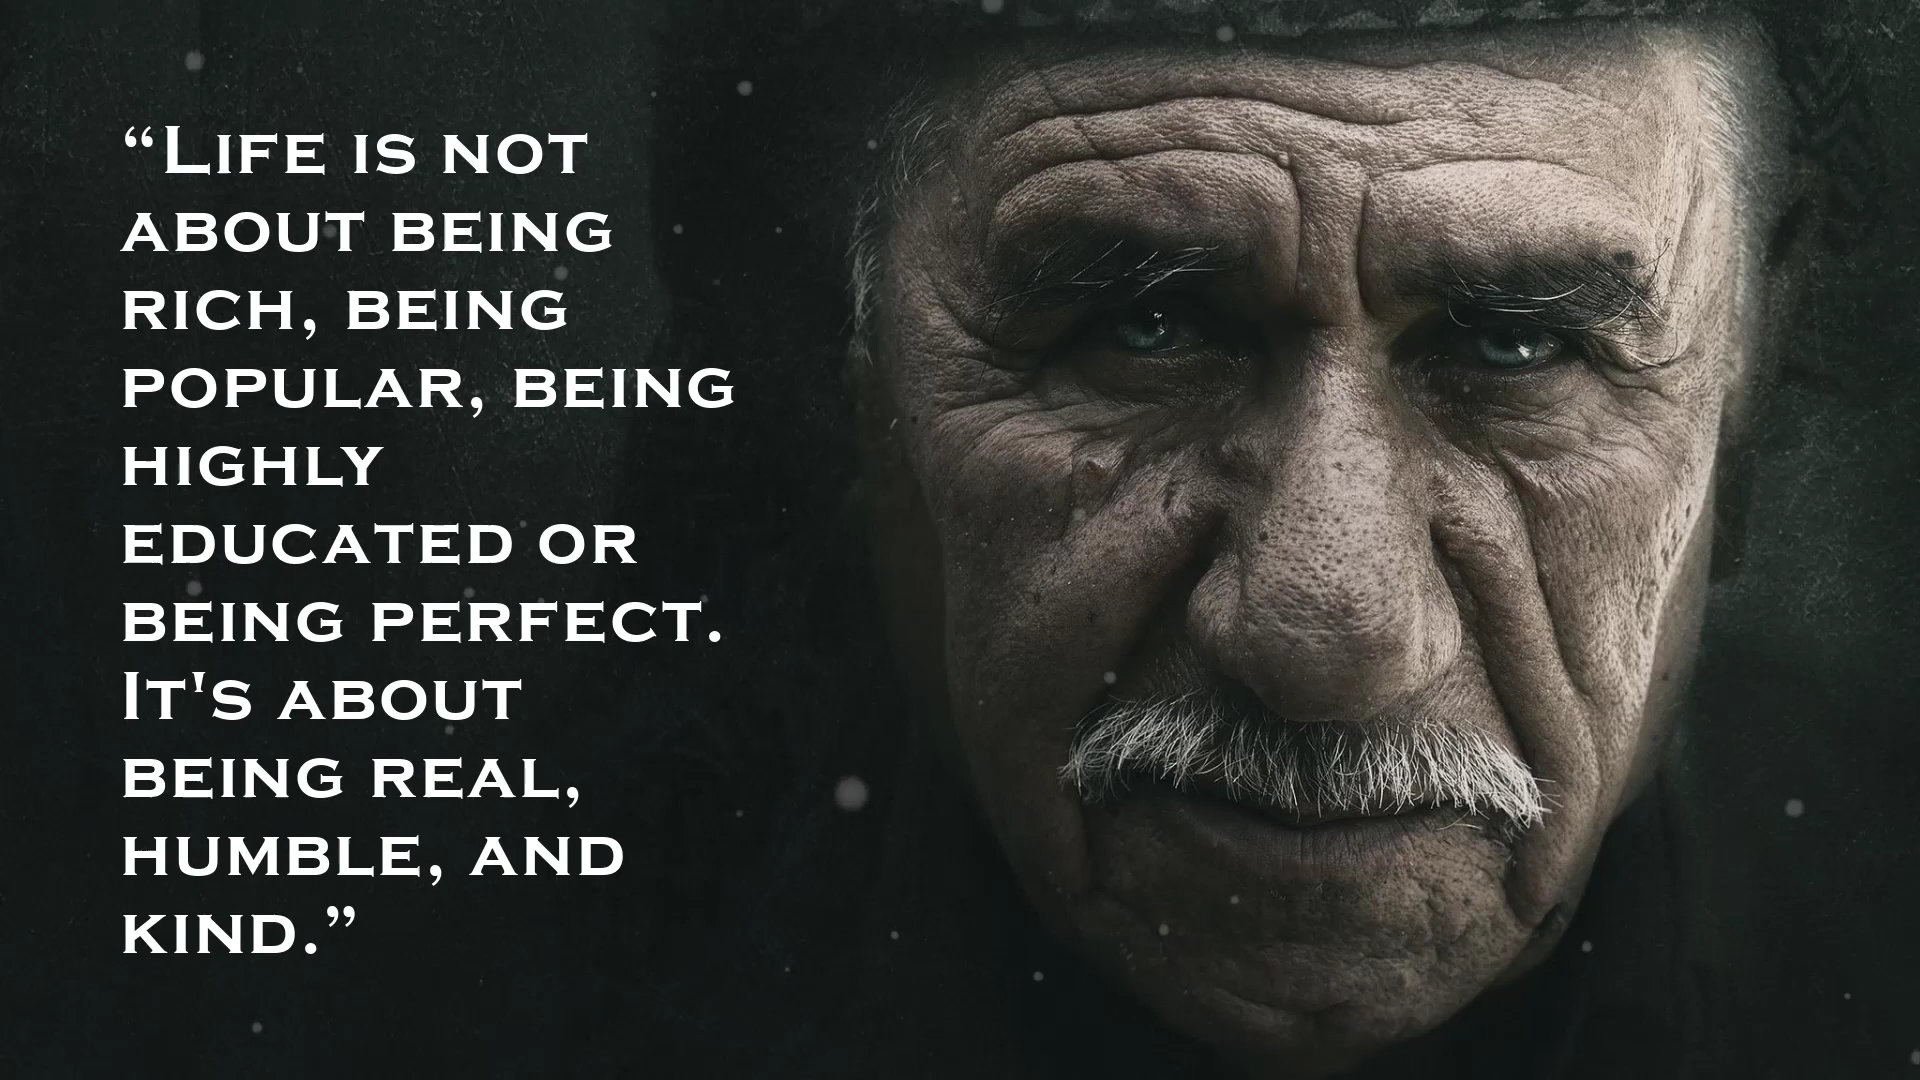 “Life is not
about being
rich, being
popular, being
highly
educated or
being perfect.
It's about
being real,
humble, and
kind.”